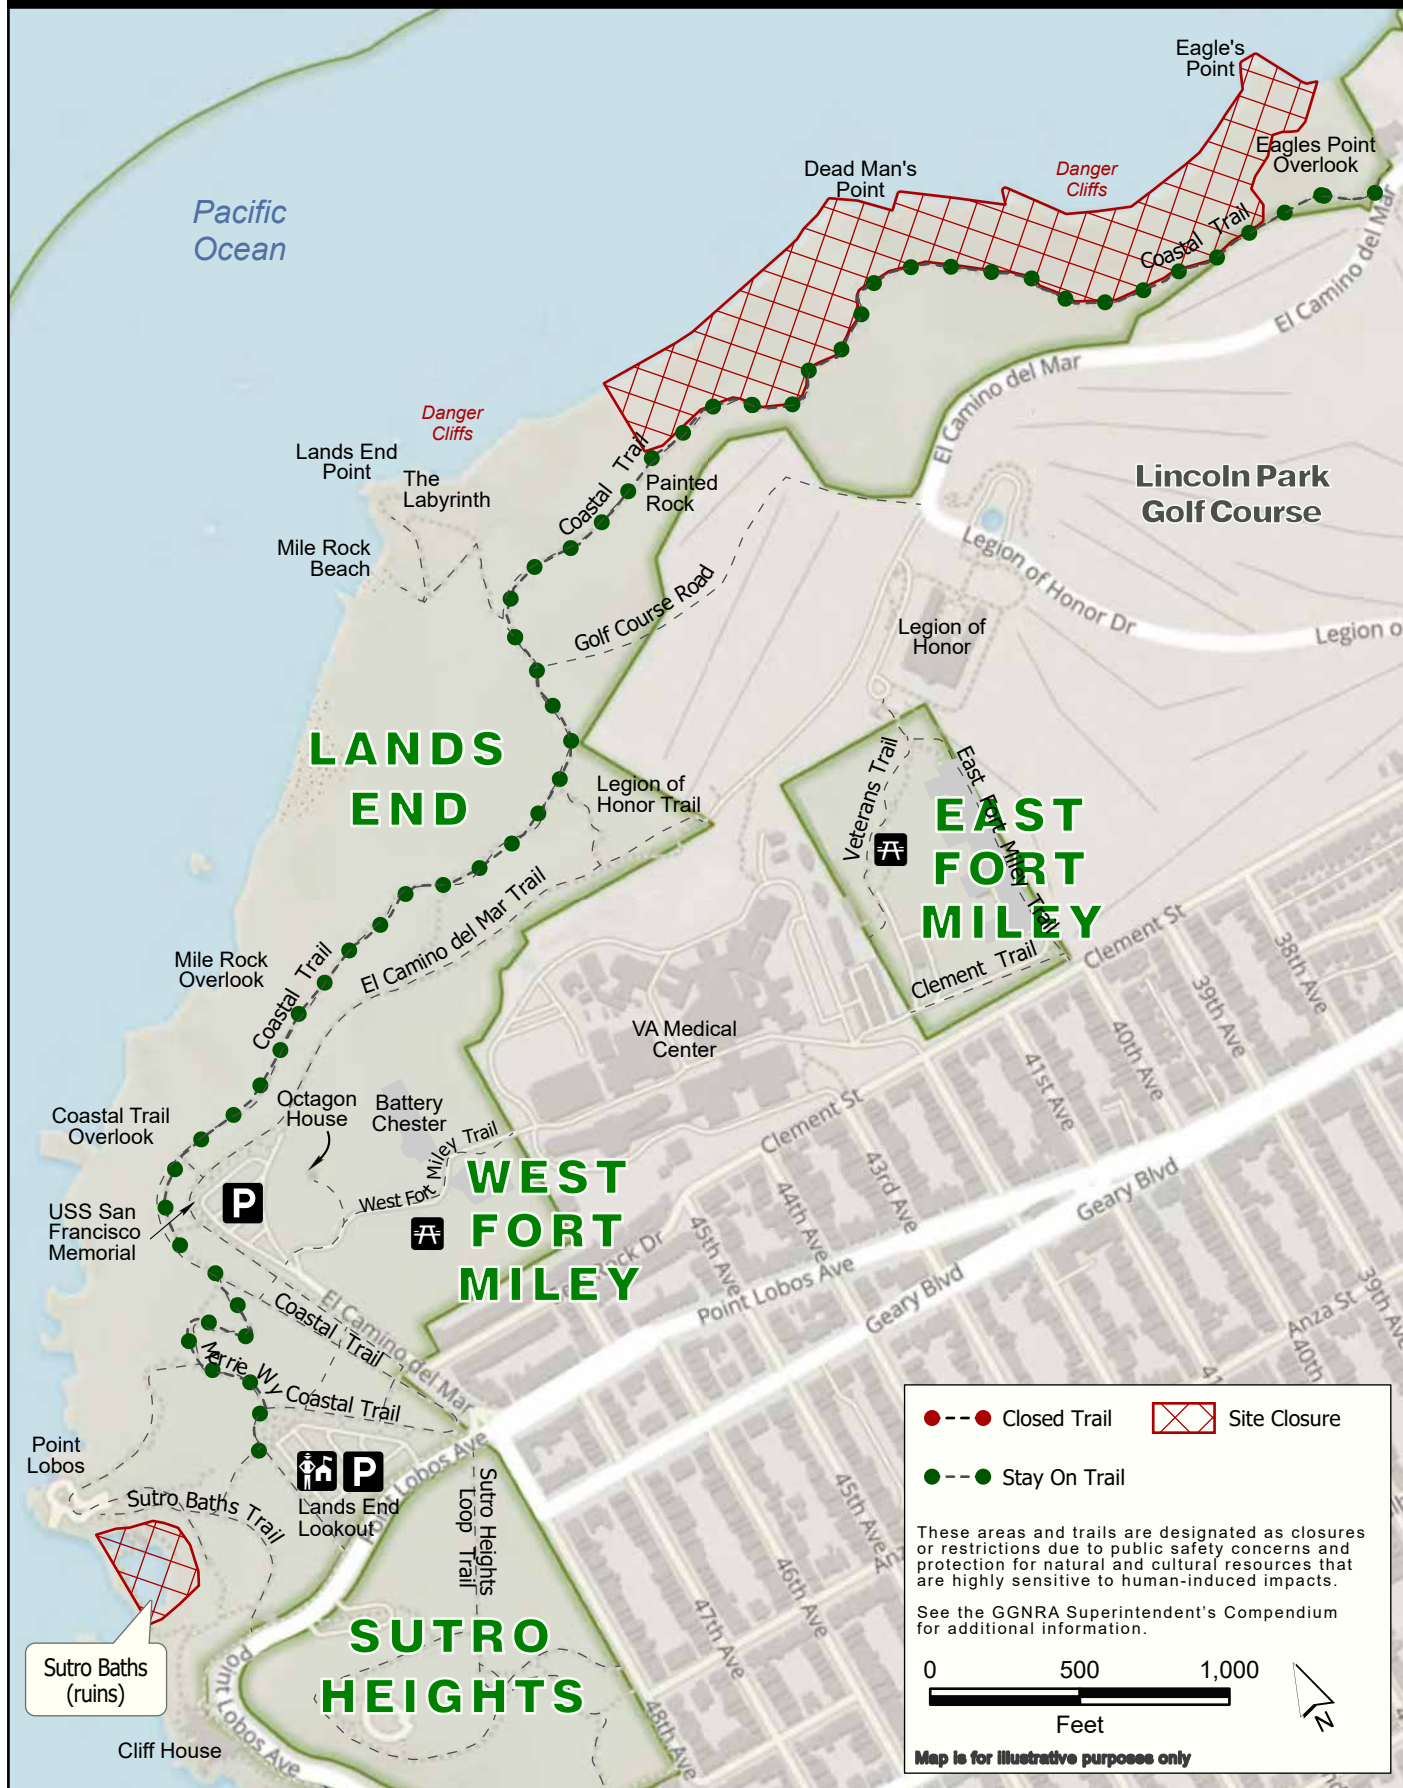 Eagle's
Point
Eagles Point
Overlook
Dead Man's
Point
Danger
Cliffs
Pacific
Ocean
Coastal Trail
El Camino del Mar
El Camino del Mar
Danger
Cliffs
Lands End
Point
The
Labyrinth
Coastal Trail
Painted
Rock
Lincoln Park
Golf Course
Mile Rock
Beach
Legion of Honor Dr
Legion o
Golf Course Road
Legion of
Honor
LANDS
END
Legion of
Honor Trail
Veterans Trail
East Fort Miley Trail
EAST
FORT
MILEY
Clement Trail
Clement St
El Camino del Mar Trail
Mile Rock
Overlook
Coastal Trail
VA Medical
Center
38th Ave
39th Ave
40th Ave
41st Ave
Octagon
House
Battery
Chester
Coastal Trail
Overlook
Clement St
West Fort Miley Trail
WEST
FORT
MILEY
P
USS San
Francisco
Memorial
43rd Ave
44th Ave
45th Ave
Rock Dr
Geary Blvd
Point Lobos Ave
Geary Blvd
El Camino del Mar
Coastal Trail
Merrie Wy
Coastal Trail
Anza St
39th Ave
40th
41
Point
Lobos
P
Lands End
Lookout
Point Lobos Ave
Sutro Baths Trail
Sutro Heights
Loop Trail
45th Ave
46th Ave
47th Ave
48th Ave
SUTRO
HEIGHTS
Sutro Baths
(ruins)
Cliff House
Point Lobos Ave
Closed Trail
Site Closure
Stay On Trail
These areas and trails are designated as closures
or restrictions due to public safety concerns and
protection for natural and cultural resources that
are highly sensitive to human-induced impacts.
See the GGNRA Superintendent's Compendium
for additional information.
0 500 1,000
Feet
N
Map is for illustrative purposes only